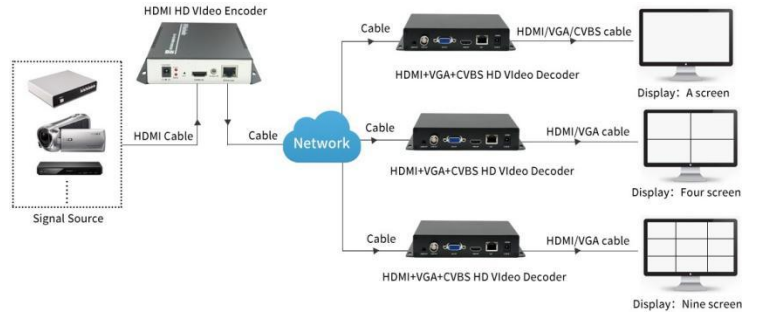 HDMI HD VIdeo Encoder
Cable
HDMI/VGA/CVBS cable
HDMI+VGA+CVBS HD VIdeo Decoder
Display: A screen
HDMI Cable
Cable
Network
Cable
HDMI/VGA cable
HDMI+VGA+CVBS HD VIdeo Decoder
Display: Four screen
Signal Source
Cable
HDMI/VGA cable
HDMI+VGA+CVBS HD VIdeo Decoder
Display: Nine screen